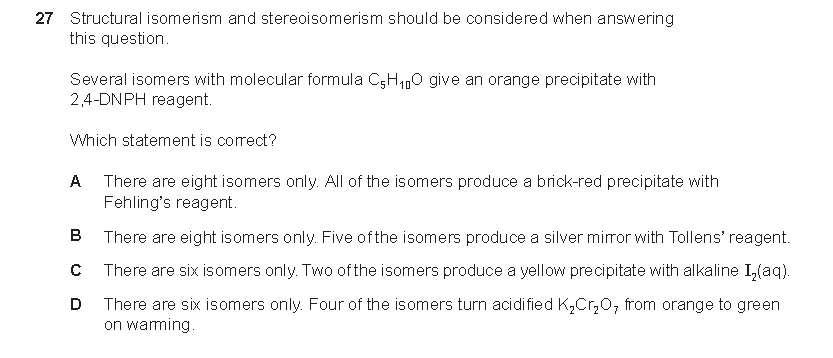 27 Structural isomerism and stereoisomerism should be considered when answering
this question.
Several isomers with molecular formula C₅H₁₀O give an orange precipitate with
2,4-DNPH reagent.
Which statement is correct?
A There are eight isomers only. All of the isomers produce a brick-red precipitate with
Fehling’s reagent.
B There are eight isomers only. Five of the isomers produce a silver mirror with Tollens’ reagent.
C There are six isomers only. Two of the isomers produce a yellow precipitate with alkaline I₂(aq).
D There are six isomers only. Four of the isomers turn acidified K₂Cr₂O₇ from orange to green
on warming.